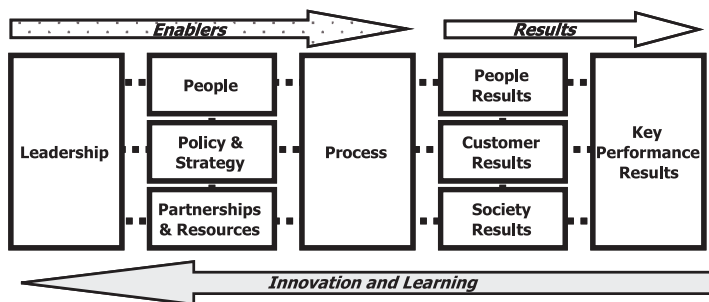 Enablers
Results
Leadership
People
Policy &
Strategy
Partnerships
& Resources
Process
People
Results
Customer
Results
Society
Results
Key
Performance
Results
Innovation and Learning